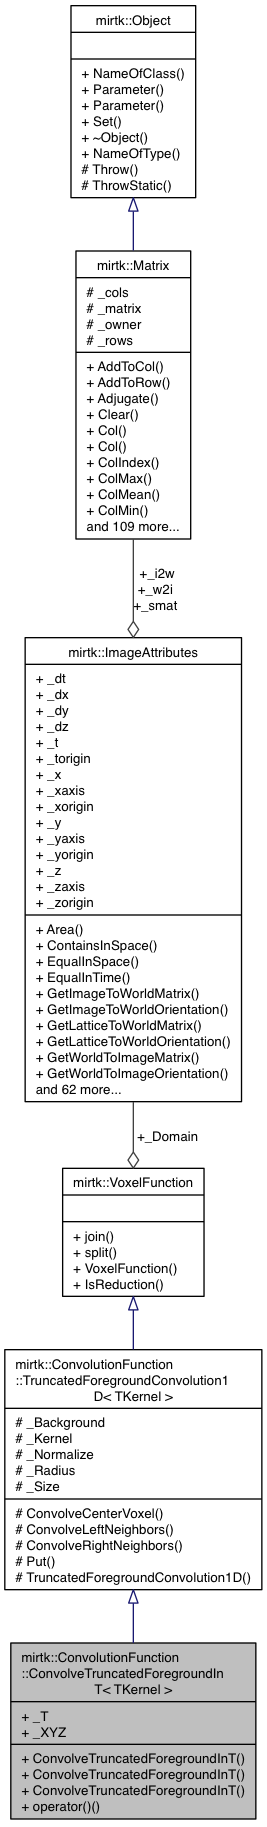 mirtk::Object
+ NameOfClass()
+ Parameter()
+ Parameter()
+ Set()
+ ~Object()
+ NameOfType()
# Throw()
# ThrowStatic()
mirtk::Matrix
# _cols
# _matrix
# _owner
# _rows
+ AddToCol()
+ AddToRow()
+ Adjugate()
+ Clear()
+ Col()
+ Col()
+ ColIndex()
+ ColMax()
+ ColMean()
+ ColMin()
and 109 more...
+_i2w
+_w2i
+_smat
mirtk::ImageAttributes
+ _dt
+ _dx
+ _dy
+ _dz
+ _t
+ _torigin
+ _x
+ _xaxis
+ _xorigin
+ _y
+ _yaxis
+ _yorigin
+ _z
+ _zaxis
+ _zorigin
+ Area()
+ ContainsInSpace()
+ EqualInSpace()
+ EqualInTime()
+ GetImageToWorldMatrix()
+ GetImageToWorldOrientation()
+ GetLatticeToWorldMatrix()
+ GetLatticeToWorldOrientation()
+ GetWorldToImageMatrix()
+ GetWorldToImageOrientation()
and 62 more...
+_Domain
mirtk::VoxelFunction
+ join()
+ split()
+ VoxelFunction()
+ IsReduction()
mirtk::ConvolutionFunction
::TruncatedForegroundConvolution1
D< TKernel >
# _Background
# _Kernel
# _Normalize
# _Radius
# _Size
# ConvolveCenterVoxel()
# ConvolveLeftNeighbors()
# ConvolveRightNeighbors()
# Put()
# TruncatedForegroundConvolution1D()
mirtk::ConvolutionFunction
::ConvolveTruncatedForegroundIn
T< TKernel >
+ _T
+ _XYZ
+ ConvolveTruncatedForegroundInT()
+ ConvolveTruncatedForegroundInT()
+ ConvolveTruncatedForegroundInT()
+ operator()()